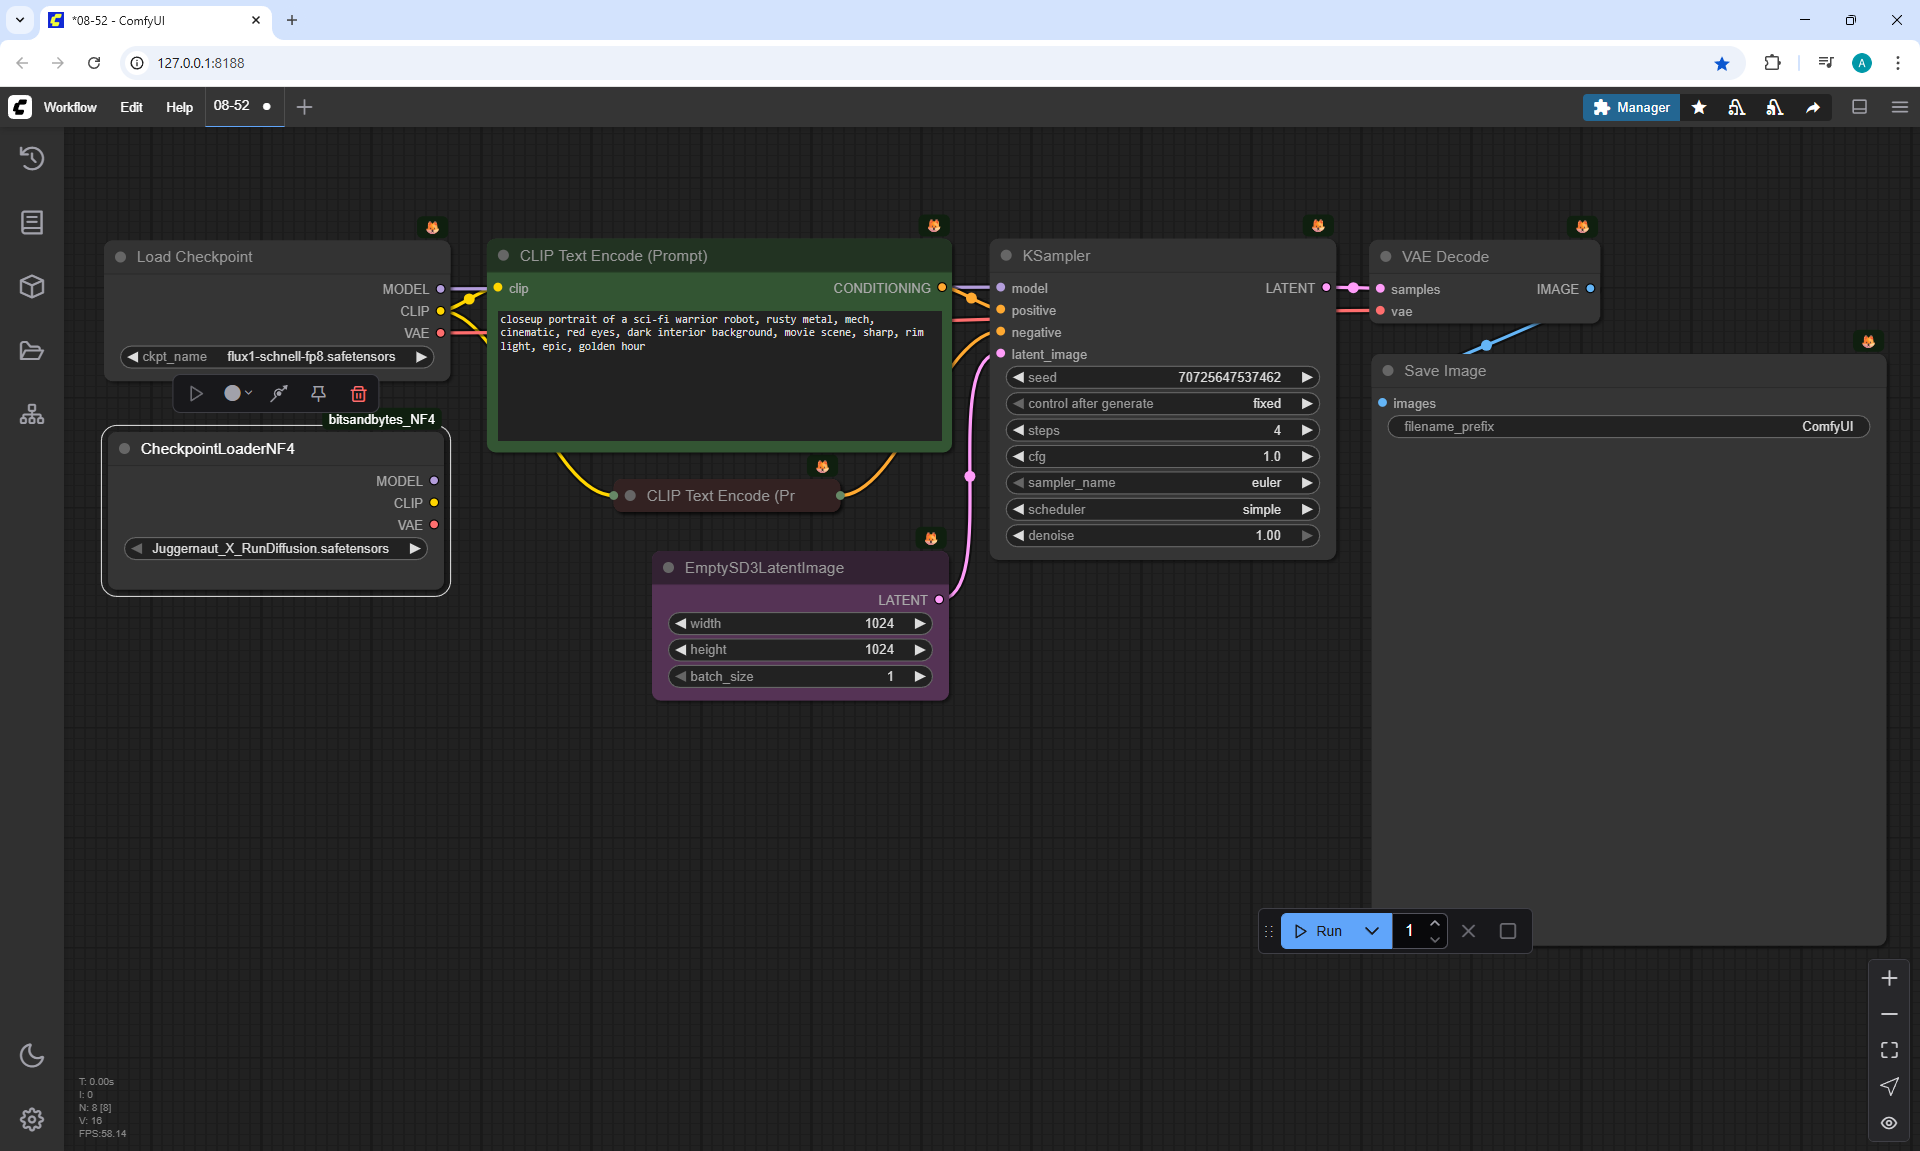 *08-52 - ComfyUI
127.0.0.1:8188
A
Workflow Edit Help 08-52 Manager
Load Checkpoint
MODEL
CLIP
VAE
ckpt_name flux1-schnell-fp8.safetensors
bitsandbytes_NF4
CheckpointLoaderNF4
MODEL
CLIP
VAE
Juggernaut_X_RunDiffusion.safetensors
CLIP Text Encode (Prompt)
clip CONDITIONING
closeup portrait of a sci-fi warrior robot, rusty metal, mech,
cinematic, red eyes, dark interior background, movie scene, sharp, rim
light, epic, golden hour
CLIP Text Encode (Pr
EmptySD3LatentImage
LATENT
width 1024
height 1024
batch_size 1
KSampler
model LATENT
positive
negative
latent_image
seed 70725647537462
control after generate fixed
steps 4
cfg 1.0
sampler_name euler
scheduler simple
denoise 1.00
VAE Decode
samples IMAGE
vae
Save Image
images
filename_prefix ComfyUI
Run 1
T: 0.00s
I: 0
N: 8 [8]
V: 16
FPS:58.14